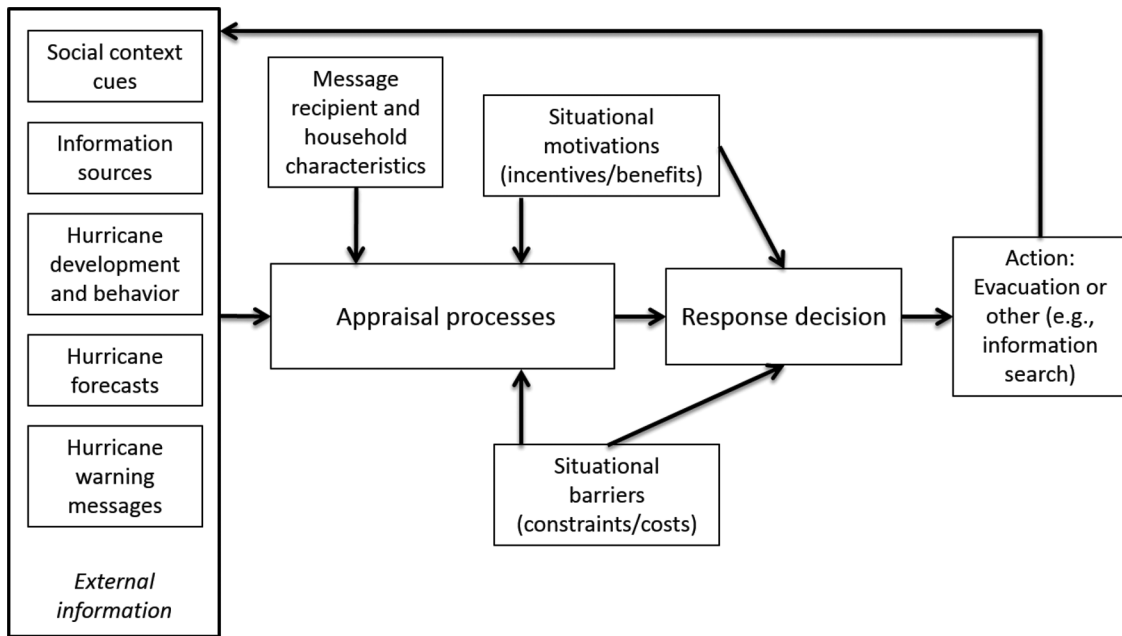 Social context
cues
Information
sources
Hurricane
development
and behavior
Hurricane
forecasts
Hurricane
warning
messages
External
information
Message
recipient and
household
characteristics
Situational
motivations
(incentives/benefits)
Appraisal processes
Response decision
Situational
barriers
(constraints/costs)
Action:
Evacuation or
other (e.g.,
information
search)